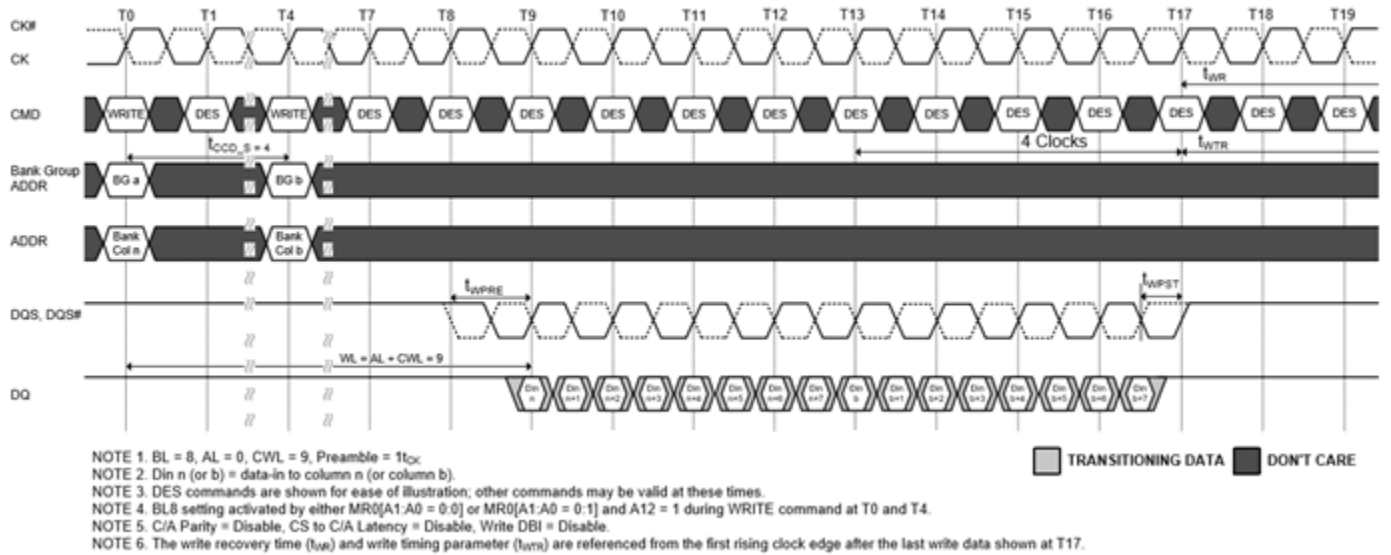 T0 T1 T4 T7 T8 T9 T10 T11 T12 T13 T14 T15 T16 T17 T18 T19
CK#
CK
tWR
CMD WRITE DES WRITE DES DES DES DES DES DES DES DES DES DES DES DES DES
tCCD_S = 4
4 Clocks
tWTR
Bank Group
ADDR
BG a BG b
ADDR
Bank
Col n
Bank
Col b
tWPRE
tWPST
DQS, DQS#
WL = AL + CWL = 9
DQ
Din Din Din Din Din Din Din Din Din Din Din Din Din Din Din Din
n n+1 n+2 n+3 n+4 n+5 n+6 n+7 b b+1 b+2 b+3 b+4 b+5 b+6 b+7
NOTE 1. BL = 8, AL = 0, CWL = 9, Preamble = 1tCK
NOTE 2. Din n (or b) = data-in to column n (or column b).
NOTE 3. DES commands are shown for ease of illustration; other commands may be valid at these times.
NOTE 4. BL8 setting activated by either MR0[A1:A0 = 0:0] or MR0[A1:A0 = 0:1] and A12 = 1 during WRITE command at T0 and T4.
NOTE 5. C/A Parity = Disable, CS to C/A Latency = Disable, Write DBI = Disable.
NOTE 6. The write recovery time (tWR) and write timing parameter (tWTR) are referenced from the first rising clock edge after the last write data shown at T17.
TRANSITIONING DATA
DON'T CARE